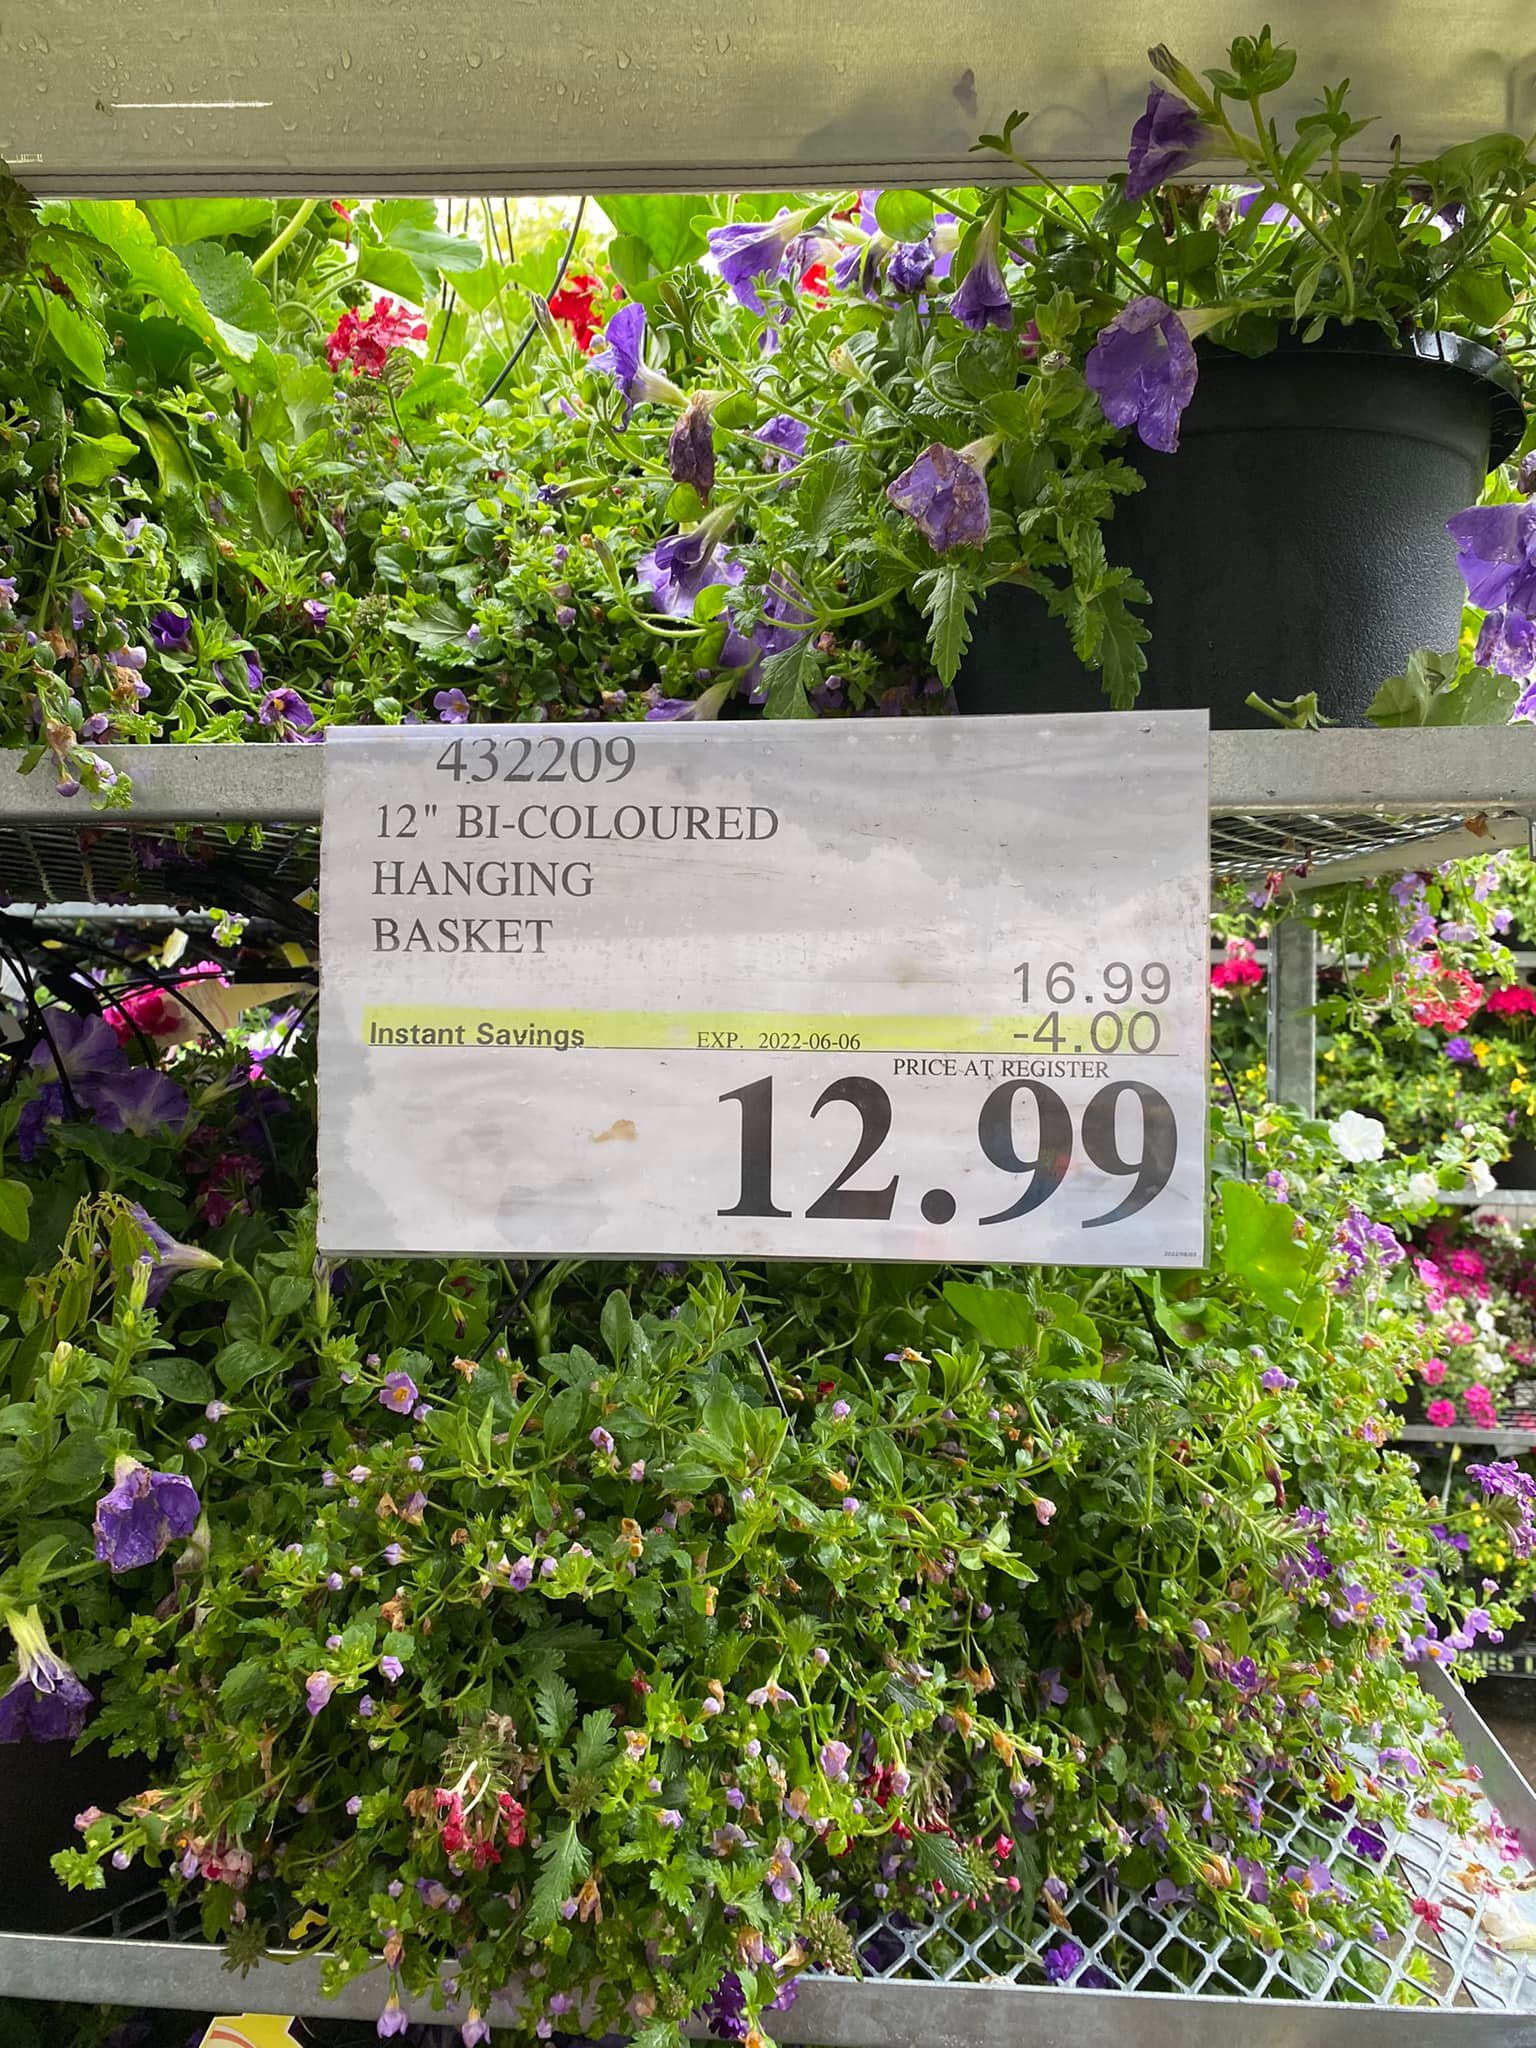 432209
12" BI-COLOURED
HANGING
BASKET
16.99
Instant Savings EXP. 2022-06-06 -4.00
PRICE AT REGISTER
12.99